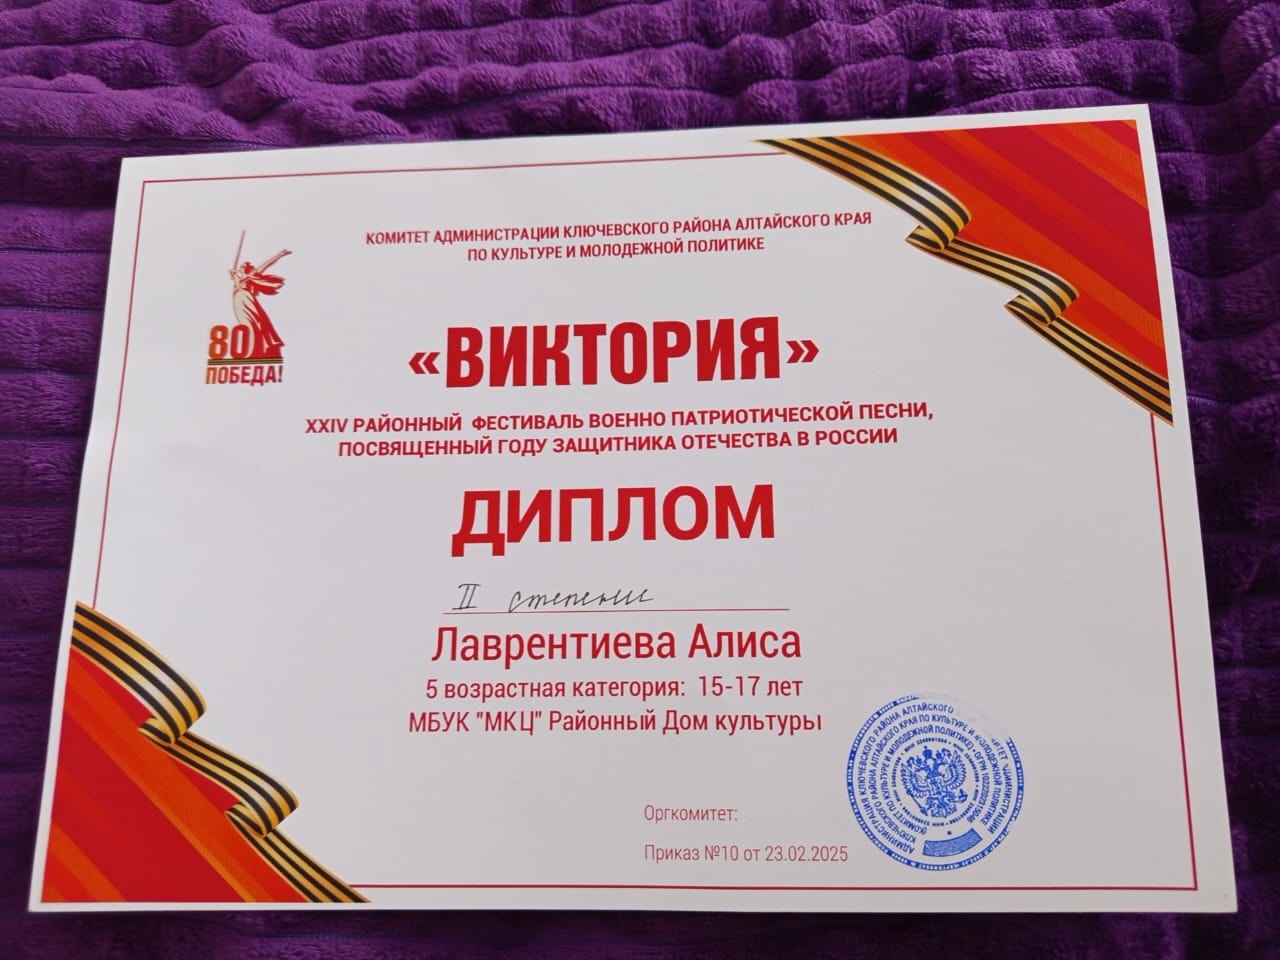 КОМИТЕТ АДМИНИСТРАЦИИ КЛЮЧЕВСКОГО РАЙОНА АЛТАЙСКОГО КРАЯ
ПО КУЛЬТУРЕ И МОЛОДЕЖНОЙ ПОЛИТИКЕ
80
ПОБЕДА!
«ВИКТОРИЯ»
XXIV РАЙОННЫЙ ФЕСТИВАЛЬ ВОЕННО ПАТРИОТИЧЕСКОЙ ПЕСНИ,
ПОСВЯЩЕННЫЙ ГОДУ ЗАЩИТНИКА ОТЕЧЕСТВА В РОССИИ
ДИПЛОМ
II степени
Лаврентиева Алиса
5 возрастная категория: 15-17 лет
МБУК "МКЦ" Районный Дом культуры
Оргкомитет:
Приказ №10 от 23.02.2025